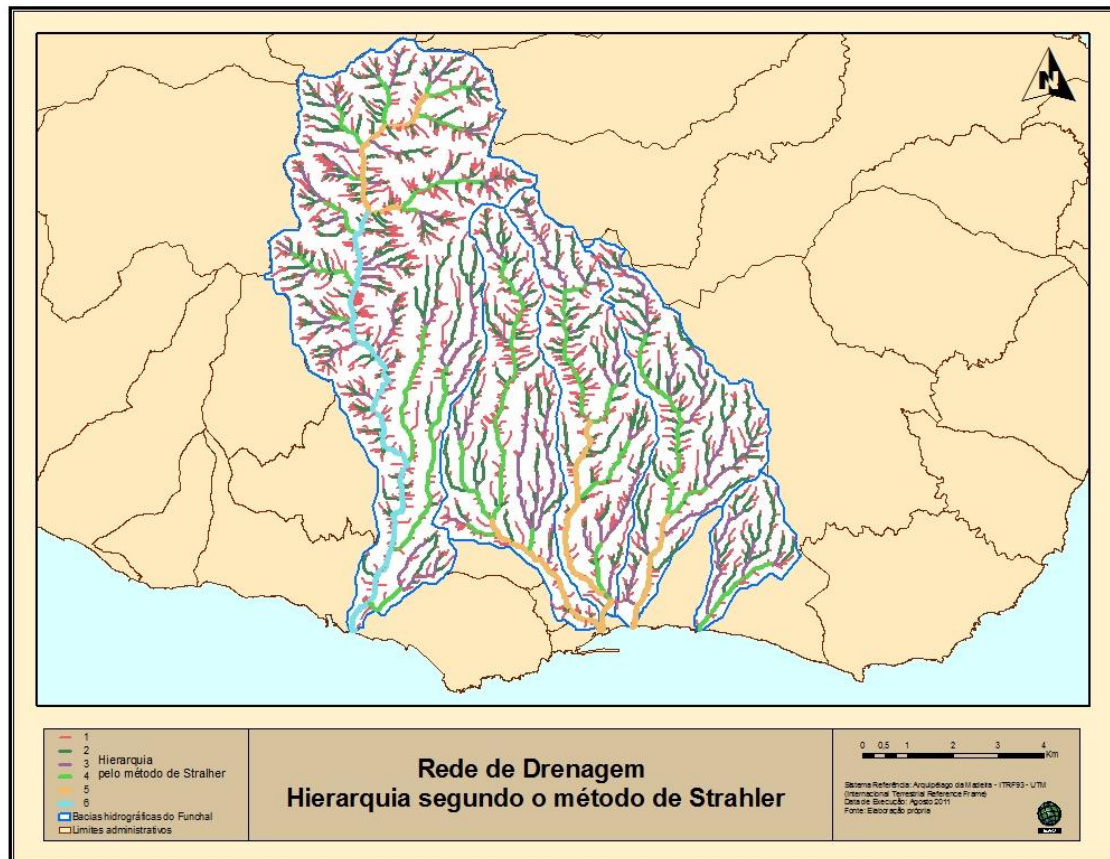 N
1
2
3
4
5
6
Hierarquia
pelo método de Stralher
Bacias hidrográficas do Funchal
Limites administrativos
Rede de Drenagem
Hierarquia segundo o método de Strahler
0 0,5 1 2 3 4
Km
Sistema Referência: Arquipélago da Madeira - ITRF93 - UTM
(Internacional Terrestrial Reference Frame)
Data de Execução: Agosto 2011
Fonte: Elaboração própria